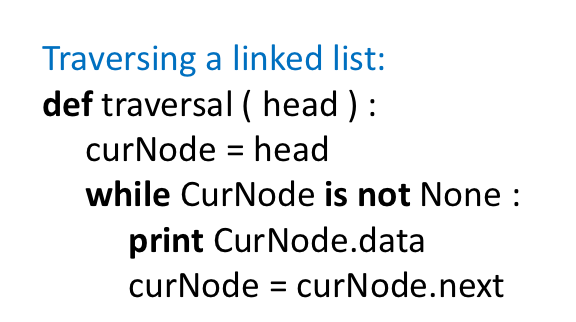 Traversing a linked list:
def traversal ( head ) :
curNode = head
while CurNode is not None :
print CurNode.data
curNode = curNode.next